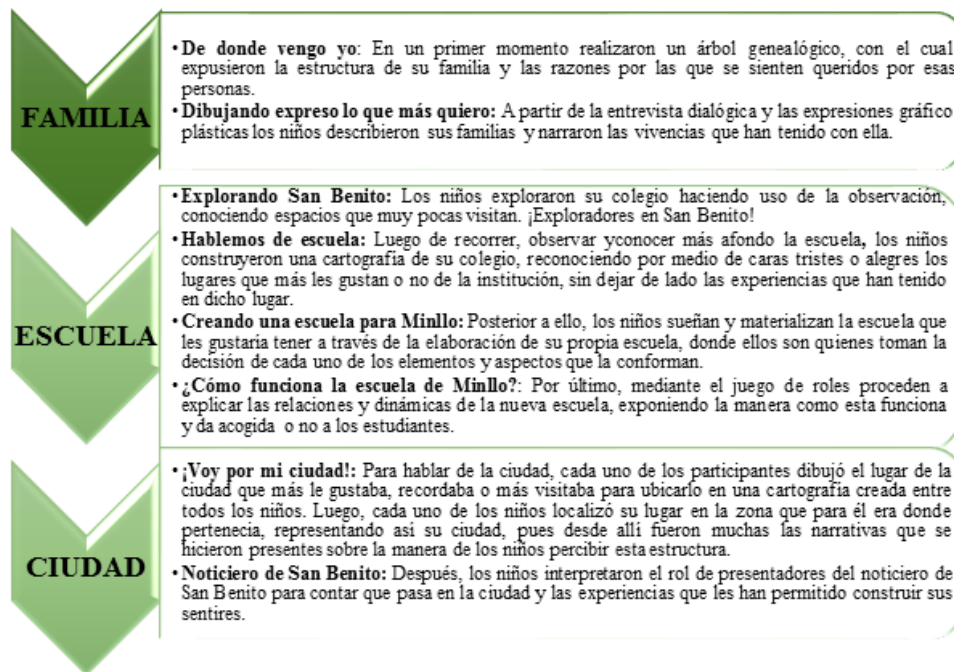 FAMILIA
• De donde vengo yo: En un primer momento realizaron un árbol genealógico, con el cual
expusieron la estructura de su familia y las razones por las que se sienten queridos por esas
personas.
• Dibujando expreso lo que más quiero: A partir de la entrevista dialógica y las expresiones gráfico
plásticas los niños describieron sus familias y narraron las vivencias que han tenido con ella.
ESCUELA
• Explorando San Benito: Los niños exploraron su colegio haciendo uso de la observación,
conociendo espacios que muy pocas visitan. ¡Exploradores en San Benito!
• Hablemos de escuela: Luego de recorrer, observar yconocer más afondo la escuela, los niños
construyeron una cartografía de su colegio, reconociendo por medio de caras tristes o alegres los
lugares que más les gustan o no de la institución, sin dejar de lado las experiencias que han tenido
en dicho lugar.
• Creando una escuela para Minllo: Posterior a ello, los niños sueñan y materializan la escuela que
les gustaria tener a través de la elaboración de su propia escuela, donde ellos son quienes toman la
decisión de cada uno de los elementos y aspectos que la conforman.
• ¿Cómo funciona la escuela de Minllo?: Por último, mediante el juego de roles proceden a
explicar las relaciones y dinámicas de la nueva escuela, exponiendo la manera como esta funciona
y da acogida o no a los estudiantes.
CIUDAD
• ¡Voy por mi ciudad!: Para hablar de la ciudad, cada uno de los participantes dibujó el lugar de la
ciudad que más le gustaba, recordaba o más visitaba para ubicarlo en una cartografía creada entre
todos los niños. Luego, cada uno de los niños localizó su lugar en la zona que para él era donde
pertenecia, representando así su ciudad, pues desde allí fueron muchas las narrativas que se
hicieron presentes sobre la manera de los niños percibir esta estructura.
• Noticiero de San Benito: Después, los niños interpretaron el rol de presentadores del noticiero de
San Benito para contar que pasa en la ciudad y las experiencias que les han permitido construir sus
sentires.